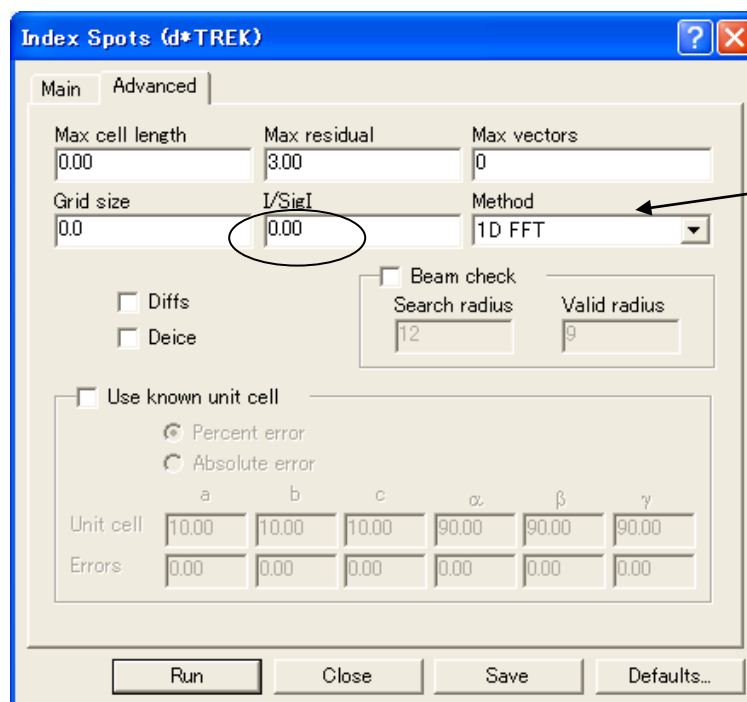 Index Spots (d*TREK)
Main Advanced
Max cell length Max residual Max vectors
0.00 3.00 0
Grid size I/SigI Method
0.0 0.00 1D FFT
Beam check
Diffs Search radius Valid radius
Deice 12 9
Use known unit cell
Percent error
Absolute error
a b c α β γ
Unit cell 10.00 10.00 10.00 90.00 90.00 90.00
Errors 0.00 0.00 0.00 0.00 0.00 0.00
Run Close Save Defaults...